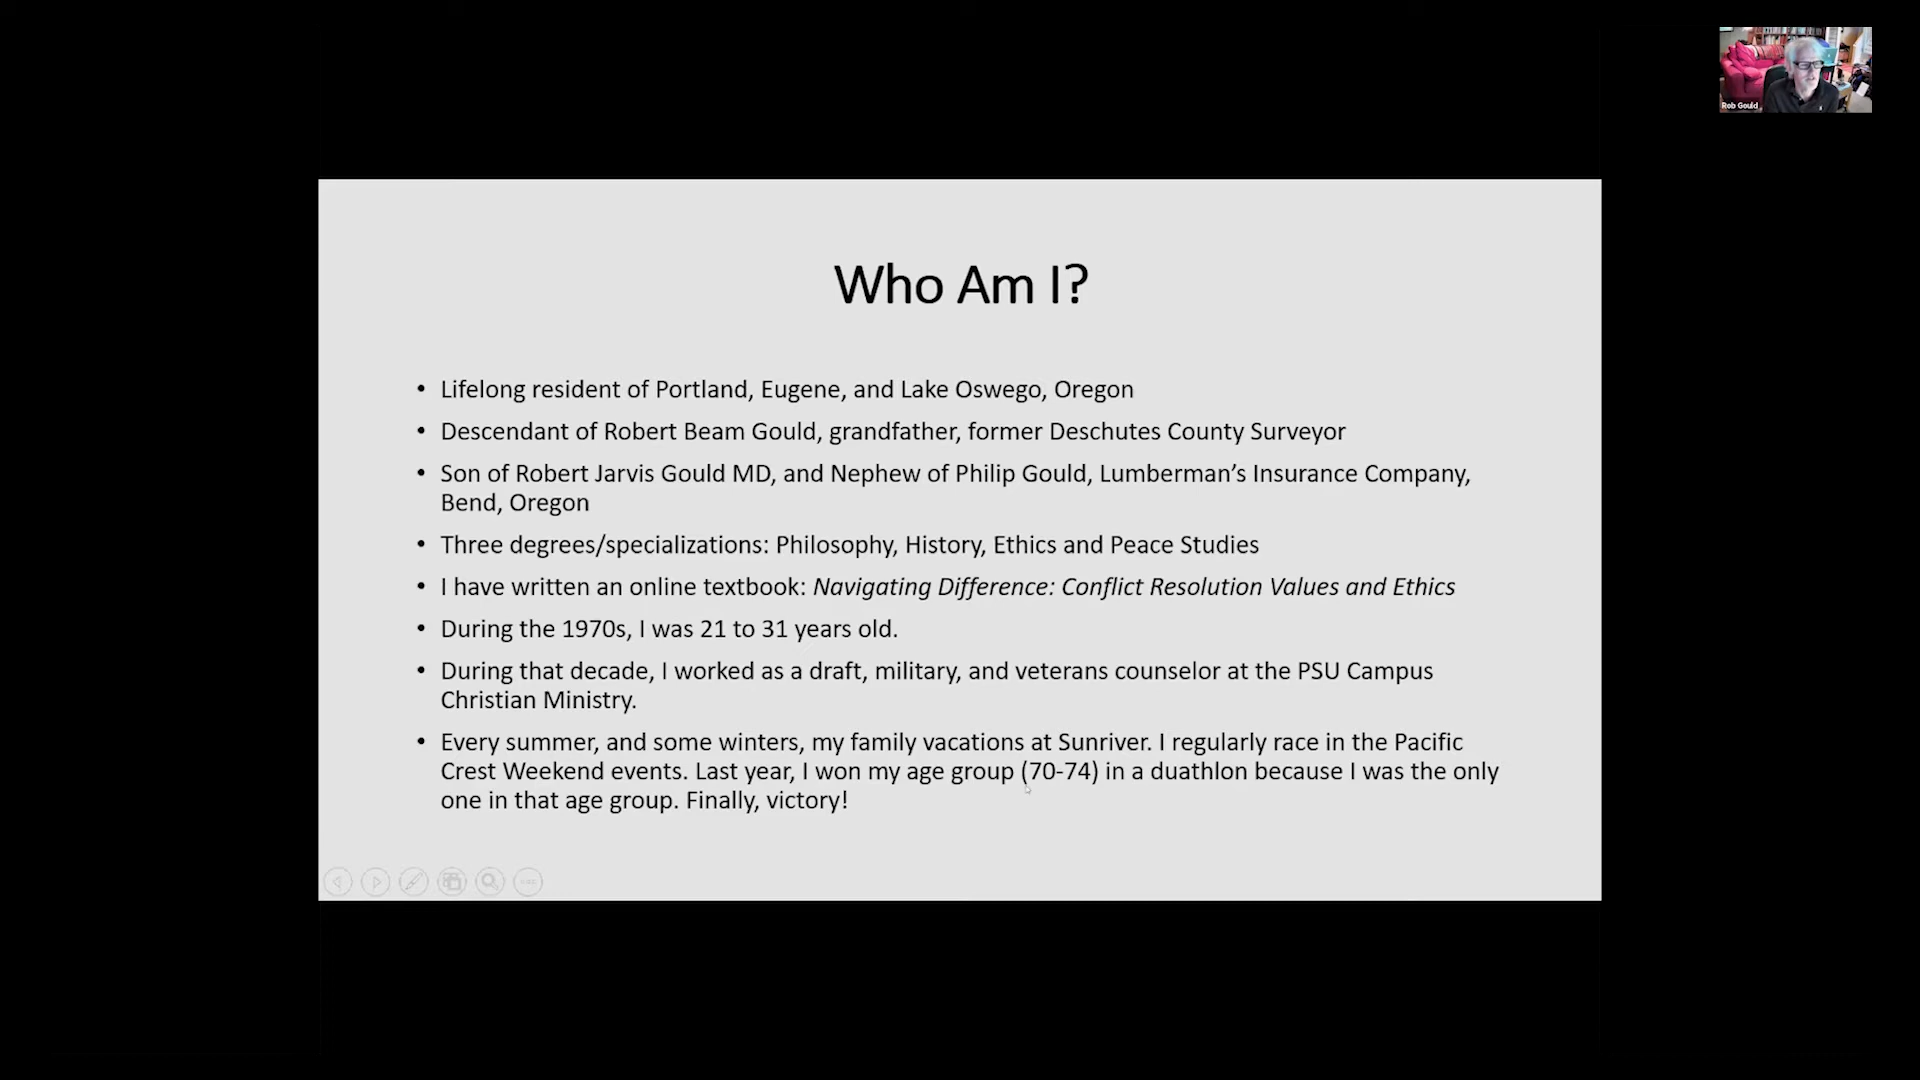 Rob Gould
Who Am I?
• Lifelong resident of Portland, Eugene, and Lake Oswego, Oregon
• Descendant of Robert Beam Gould, grandfather, former Deschutes County Surveyor
• Son of Robert Jarvis Gould MD, and Nephew of Philip Gould, Lumberman’s Insurance Company,
Bend, Oregon
• Three degrees/specializations: Philosophy, History, Ethics and Peace Studies
• I have written an online textbook: Navigating Difference: Conflict Resolution Values and Ethics
• During the 1970s, I was 21 to 31 years old.
• During that decade, I worked as a draft, military, and veterans counselor at the PSU Campus
Christian Ministry.
• Every summer, and some winters, my family vacations at Sunriver. I regularly race in the Pacific
Crest Weekend events. Last year, I won my age group (70-74) in a duathlon because I was the only
one in that age group. Finally, victory!